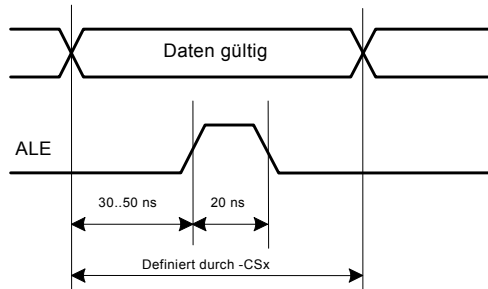 Daten gültig
ALE
30..50 ns
20 ns
Definiert durch -CSx